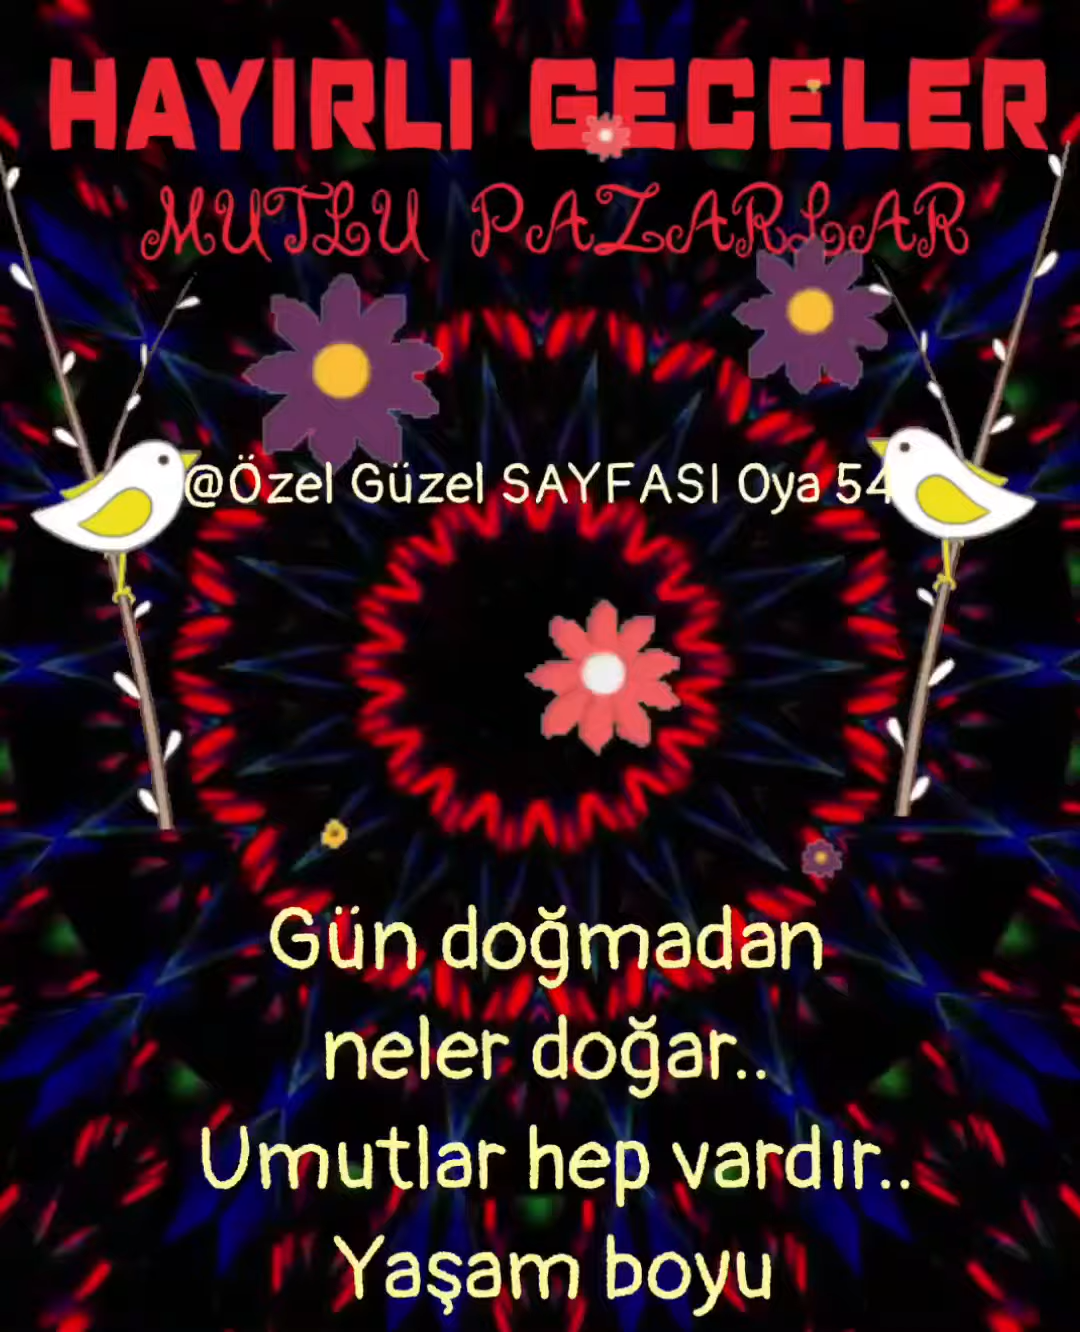 HAYIRLI GECELER
MUTLU PAZARLAR
@Özel Güzel SAYFASI Oya 54
Gün doğmadan
neler doğar..
Umutlar hep vardır..
Yaşam boyu